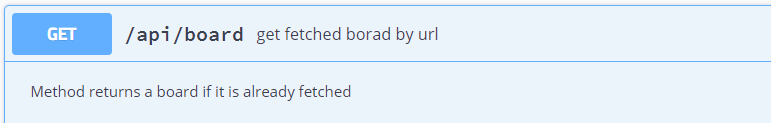 GET /api/board get fetched borad by url
Method returns a board if it is already fetched